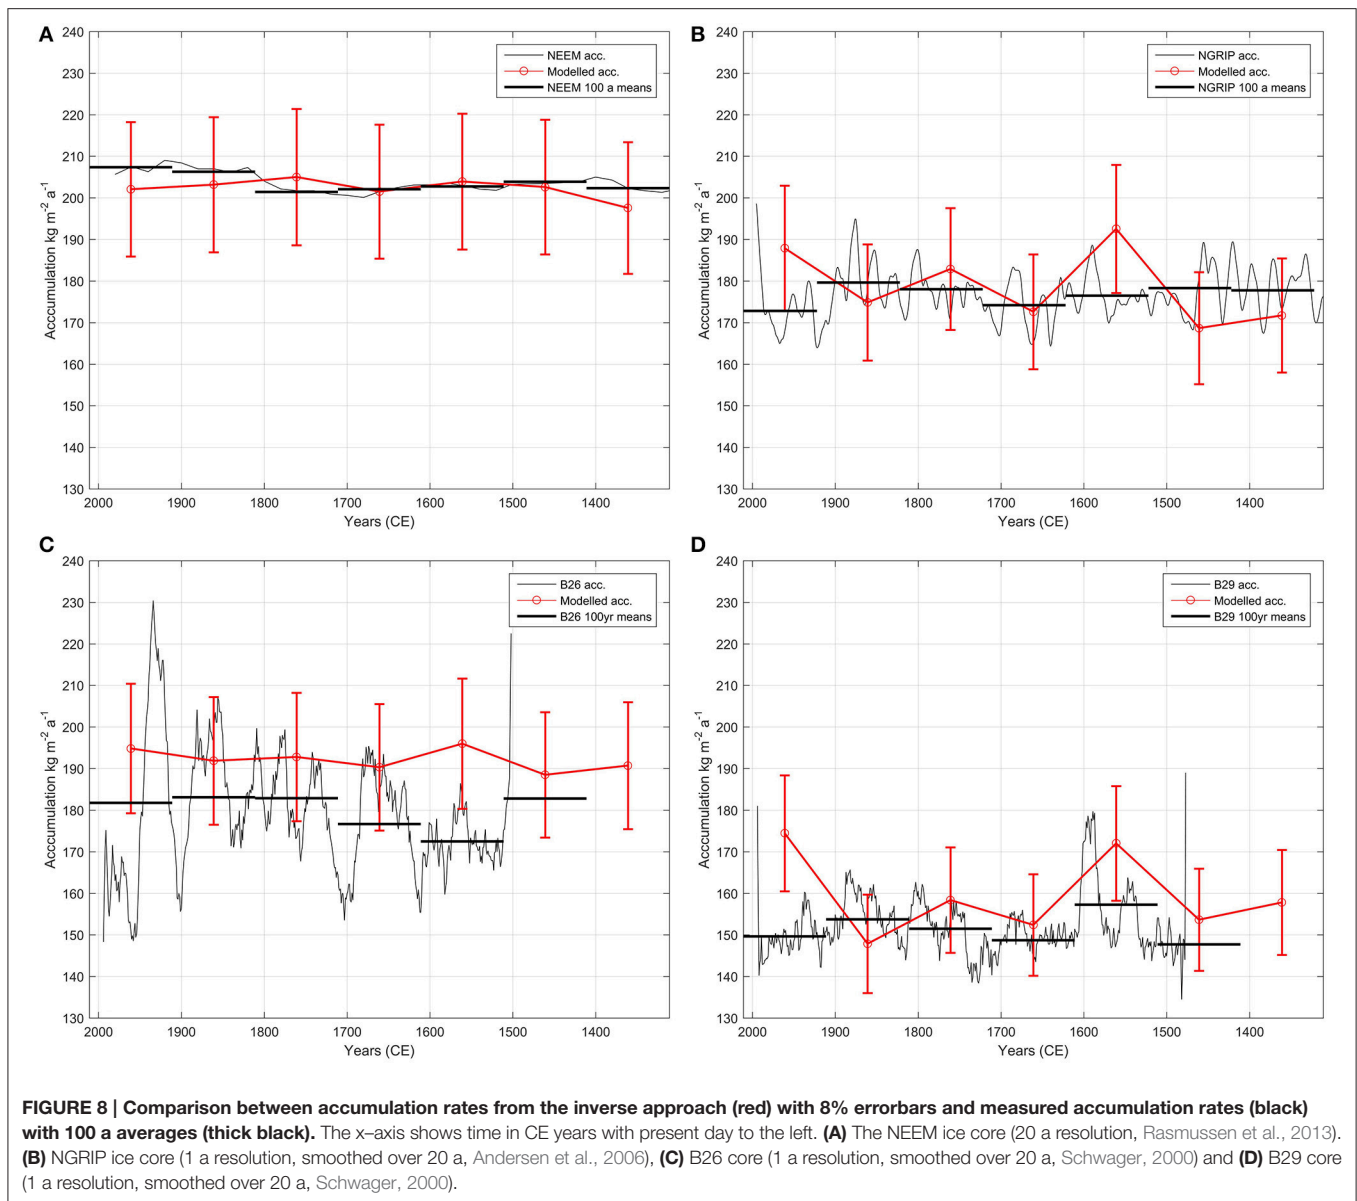 A
240
230
220
210
200
190
180
170
160
150
140
130
Acccumulation kg m⁻² a⁻¹
NEEM acc.
Modelled acc.
NEEM 100 a means
2000 1900 1800 1700 1600 1500 1400
Years (CE)
B
240
230
220
210
200
190
180
170
160
150
140
130
Acccumulation kg m⁻² a⁻¹
NGRIP acc.
Modelled acc.
NGRIP 100 a means
2000 1900 1800 1700 1600 1500 1400
Years (CE)
C
240
230
220
210
200
190
180
170
160
150
140
130
Acccumulation kg m⁻² a⁻¹
B26 acc.
Modelled acc.
B26 100yr means
2000 1900 1800 1700 1600 1500 1400
Years (CE)
D
240
230
220
210
200
190
180
170
160
150
140
130
Acccumulation kg m⁻² a⁻¹
B29 acc.
Modelled acc.
B29 100yr means
2000 1900 1800 1700 1600 1500 1400
Years (CE)
FIGURE 8 | Comparison between accumulation rates from the inverse approach (red) with 8% errorbars and measured accumulation rates (black)
with 100 a averages (thick black). The x–axis shows time in CE years with present day to the left. (A) The NEEM ice core (20 a resolution, Rasmussen et al., 2013).
(B) NGRIP ice core (1 a resolution, smoothed over 20 a, Andersen et al., 2006), (C) B26 core (1 a resolution, smoothed over 20 a, Schwager, 2000) and (D) B29 core
(1 a resolution, smoothed over 20 a, Schwager, 2000).